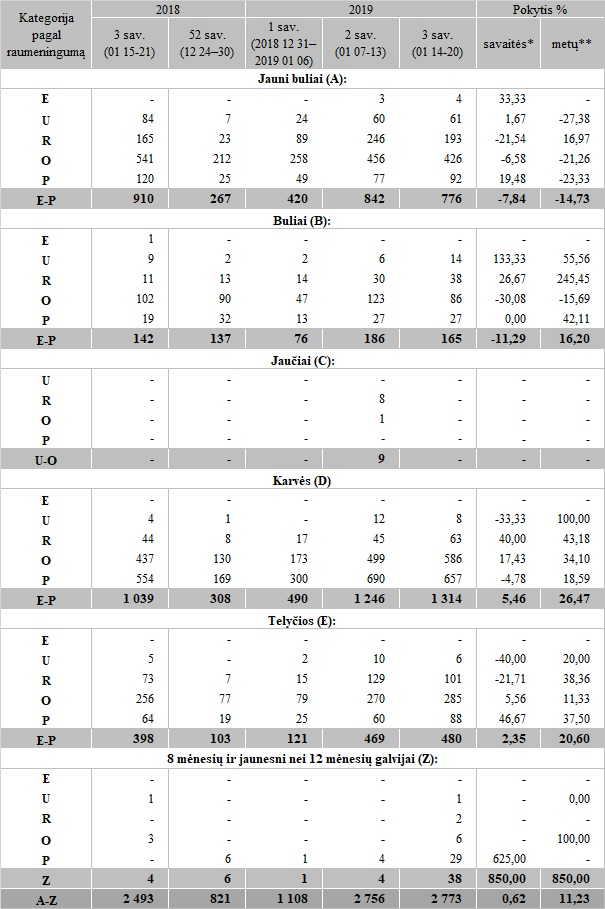 Kategorija pagal raumeningumą 2018 2019 Pokytis %
3 sav. (01 15-21) 52 sav. (12 24–30) 1 sav. (2018 12 31–2019 01 06) 2 sav. (01 07-13) 3 sav. (01 14-20) savaitės* metų**
Jauni buliai (A):
E - - - 3 4 33,33 -
U 84 7 24 60 61 1,67 -27,38
R 165 23 89 246 193 -21,54 16,97
O 541 212 258 456 426 -6,58 -21,26
P 120 25 49 77 92 19,48 -23,33
E-P 910 267 420 842 776 -7,84 -14,73
Buliai (B):
E 1 - - - - - -
U 9 2 2 6 14 133,33 55,56
R 11 13 14 30 38 26,67 245,45
O 102 90 47 123 86 -30,08 -15,69
P 19 32 13 27 27 0,00 42,11
E-P 142 137 76 186 165 -11,29 16,20
Jaučiai (C):
U - - - - - - -
R - - - 8 - - -
O - - - 1 - - -
P - - - - - - -
U-O - - - 9 - - -
Karvės (D)
E - - - - - - -
U 4 1 - 12 8 -33,33 100,00
R 44 8 17 45 63 40,00 43,18
O 437 130 173 499 586 17,43 34,10
P 554 169 300 690 657 -4,78 18,59
E-P 1 039 308 490 1 246 1 314 5,46 26,47
Telyčios (E):
E - - - - - - -
U 5 - 2 10 6 -40,00 20,00
R 73 7 15 129 101 -21,71 38,36
O 256 77 79 270 285 5,56 11,33
P 64 19 25 60 88 46,67 37,50
E-P 398 103 121 469 480 2,35 20,60
8 mėnesių ir jaunesni nei 12 mėnesių galvijai (Z):
E - - - - - - -
U 1 - - - 1 - 0,00
R - - - - 2 - -
O 3 - - - 6 - 100,00
P - 6 1 4 29 625,00 -
Z 4 6 1 4 38 850,00 850,00
A-Z 2 493 821 1 108 2 756 2 773 0,62 11,23